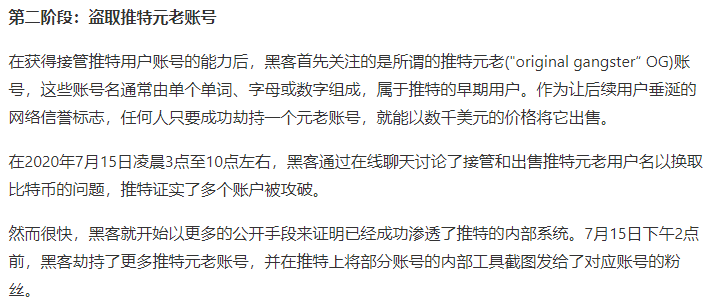 第二阶段：盗取推特元老账号
在获得接管推特用户账号的能力后，黑客首先关注的是所谓的推特元老("original gangster“ OG)账
号，这些账号名通常由单个单词、字母或数字组成，属于推特的早期用户。作为让后续用户垂涎的
网络信誉标志，任何人只要成功劫持一个元老账号，就能以数千美元的价格将它出售。
在2020年7月15日凌晨3点至10点左右，黑客通过在线聊天讨论了接管和出售推特元老用户名以换取
比特币的问题，推特证实了多个账户被攻破。
然而很快，黑客就开始以更多的公开手段来证明已经成功渗透了推特的内部系统。7月15日下午2点
前，黑客劫持了更多推特元老账号，并在推特上将部分账号的内部工具截图发给了对应账号的粉
丝。